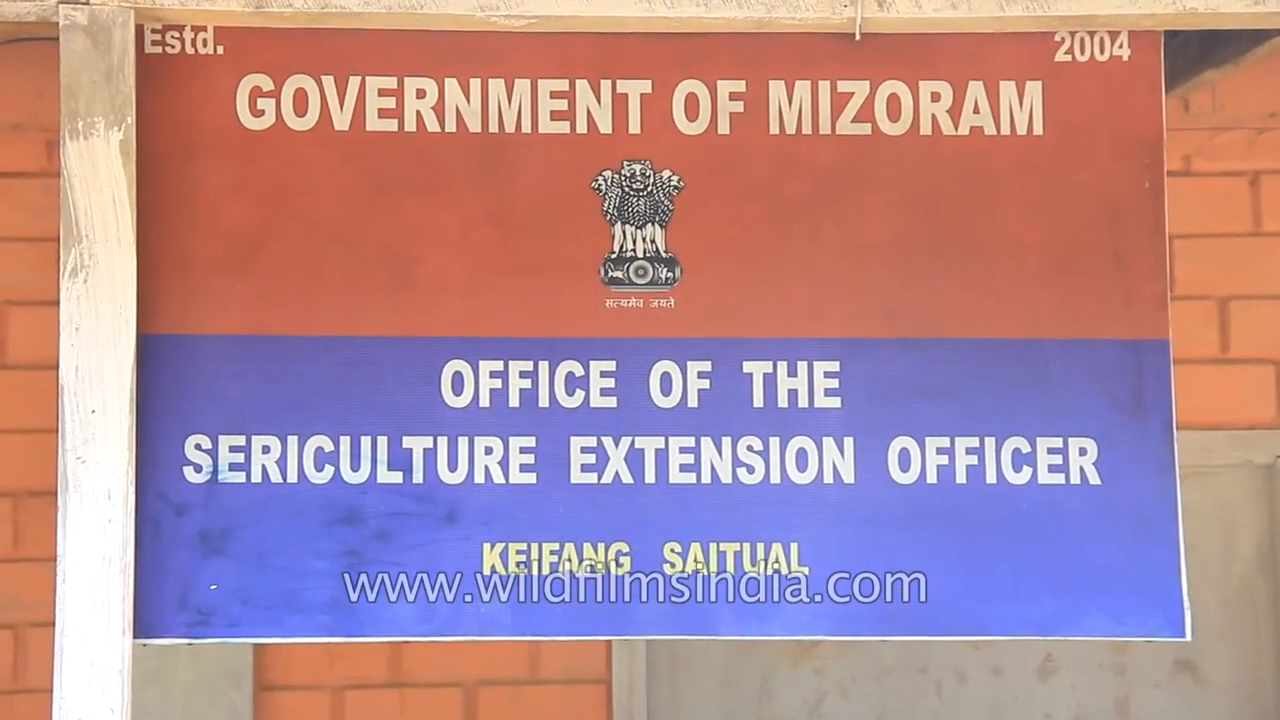 Estd. 2004
GOVERNMENT OF MIZORAM
सत्यमेव जयते
OFFICE OF THE
SERICULTURE EXTENSION OFFICER
KEIFANG SAITUAL
www.wildfilmsindia.com